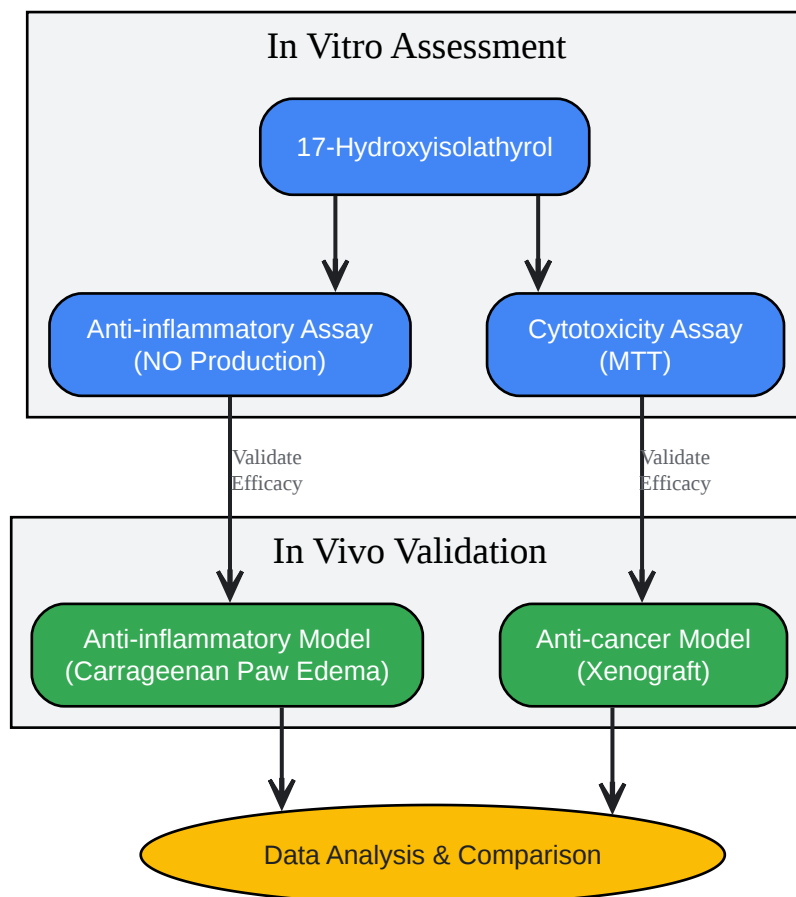 In Vitro Assessment
17-Hydroxyisolathyrol
Anti-inflammatory Assay
(NO Production)
Cytotoxicity Assay
(MTT)
Validate
Efficacy
Validate
Efficacy
In Vivo Validation
Anti-inflammatory Model
(Carrageenan Paw Edema)
Anti-cancer Model
(Xenograft)
Data Analysis & Comparison